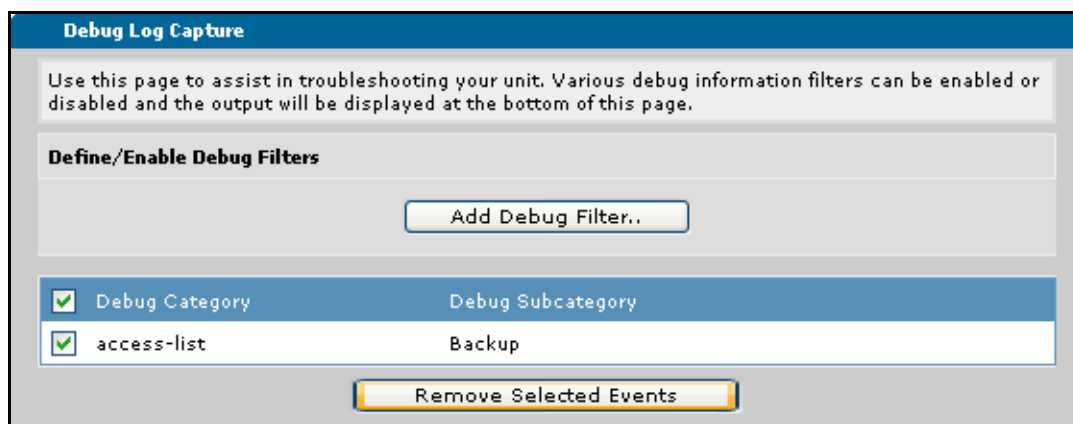 Debug Log Capture
Use this page to assist in troubleshooting your unit. Various debug information filters can be enabled or
disabled and the output will be displayed at the bottom of this page.
Define/Enable Debug Filters
Add Debug Filter..
Debug Category Debug Subcategory
access-list Backup
Remove Selected Events